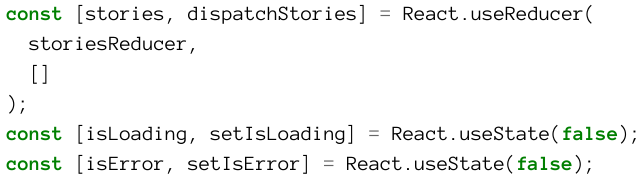 const [stories, dispatchStories] = React.useReducer(
  storiesReducer,
  []
);
const [isLoading, setIsLoading] = React.useState(false);
const [isError, setIsError] = React.useState(false);